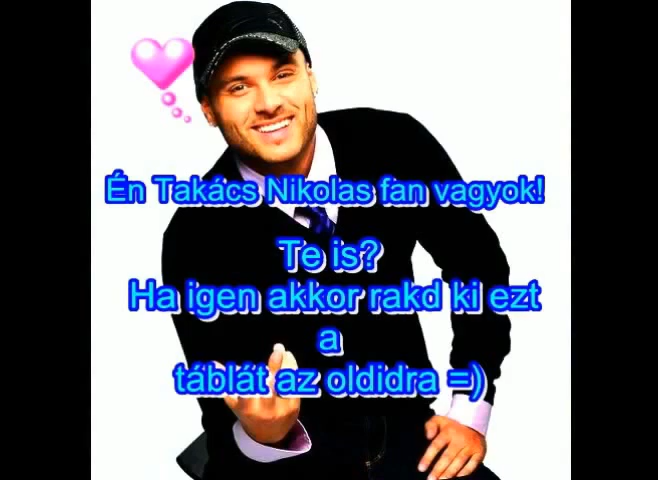 Én Takács Nikolas fan vagyok!
Te is?
Ha igen akkor rakd ki ezt
a
táblát az oldidra =)